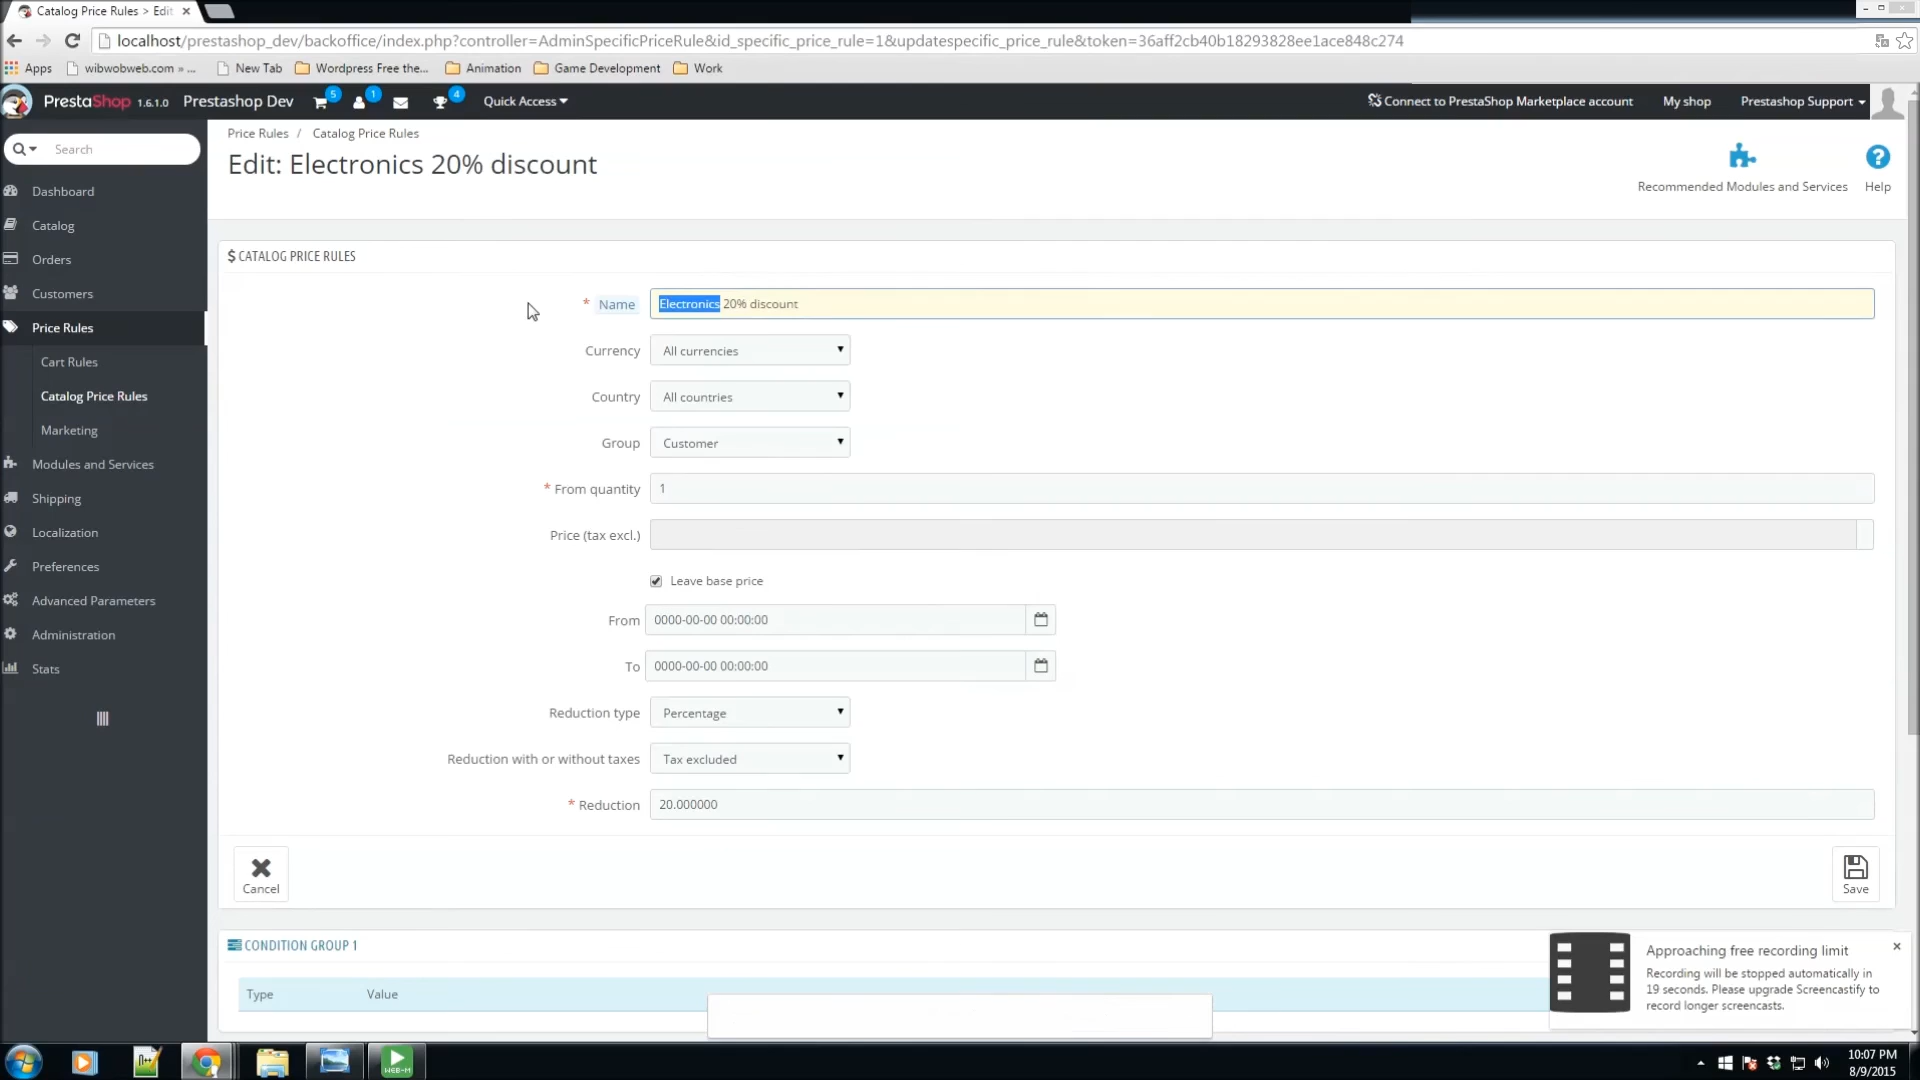 Catalog Price Rules > Edit
localhost/prestashop_dev/backoffice/index.php?controller=AdminSpecificPriceRule&id_specific_price_rule=1&updatespecific_price_rule&token=36aff2cb40b18293828ee1ace848c274
Apps wibwobweb.com » ... New Tab Wordpress Free the... Animation Game Development Work
PrestaShop 1.6.1.0 Prestashop Dev 5 1 4 Quick Access Connect to PrestaShop Marketplace account My shop Prestashop Support
Search
Dashboard
Catalog
Orders
Customers
Price Rules
Cart Rules
Catalog Price Rules
Marketing
Modules and Services
Shipping
Localization
Preferences
Advanced Parameters
Administration
Stats
Price Rules / Catalog Price Rules
Edit: Electronics 20% discount
Recommended Modules and Services Help
$ CATALOG PRICE RULES
* Name Electronics 20% discount
Currency All currencies
Country All countries
Group Customer
* From quantity 1
Price (tax excl.)
Leave base price
From 0000-00-00 00:00:00
To 0000-00-00 00:00:00
Reduction type Percentage
Reduction with or without taxes Tax excluded
* Reduction 20.000000
Cancel Save
CONDITION GROUP 1
Type Value
Approaching free recording limit
Recording will be stopped automatically in
19 seconds. Please upgrade Screencastify to
record longer screencasts.
WEB-M
10:07 PM
8/9/2015